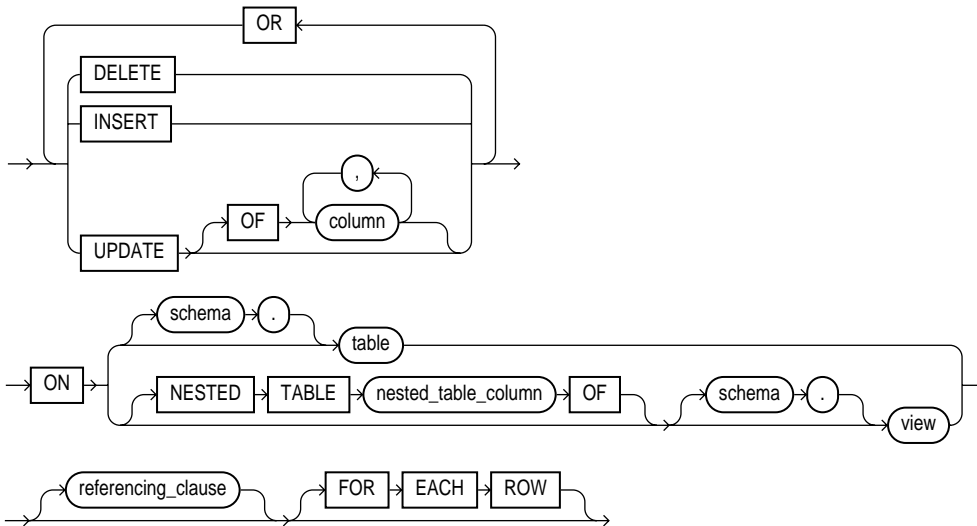 OR
DELETE
INSERT
,
OF column
UPDATE
schema .
table
ON
NESTED TABLE nested_table_column OF schema .
view
referencing_clause FOR EACH ROW